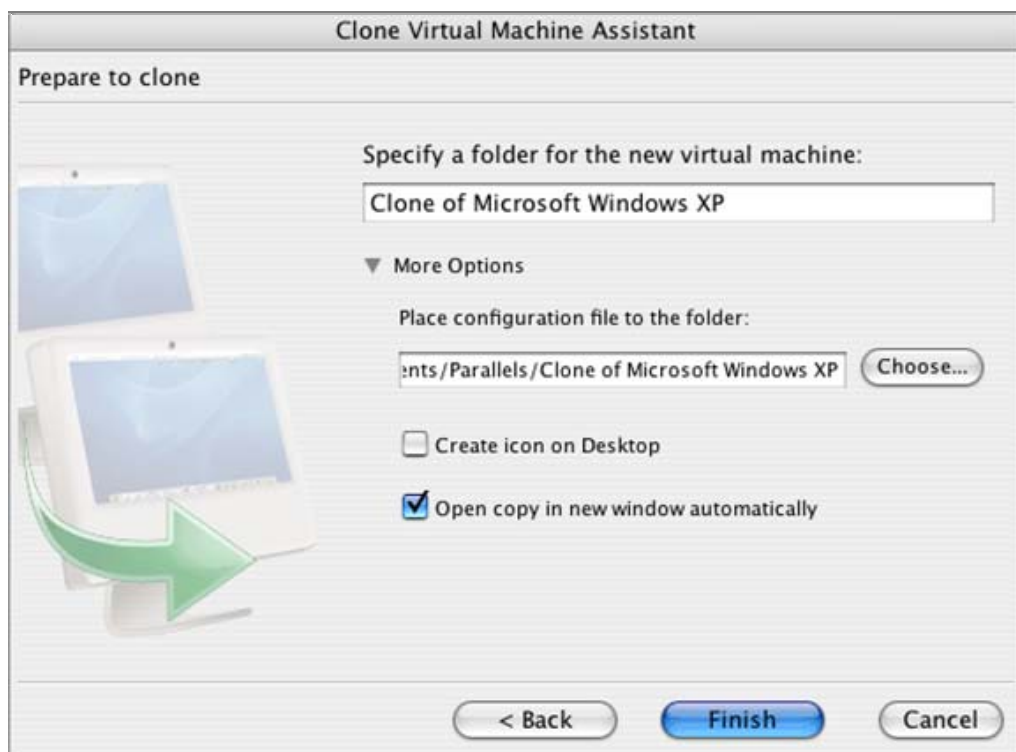 Clone Virtual Machine Assistant
Prepare to clone
Specify a folder for the new virtual machine:
Clone of Microsoft Windows XP
More Options
Place configuration file to the folder:
ents/Parallels/Clone of Microsoft Windows XP
Choose...
Create icon on Desktop
Open copy in new window automatically
< Back
Finish
Cancel